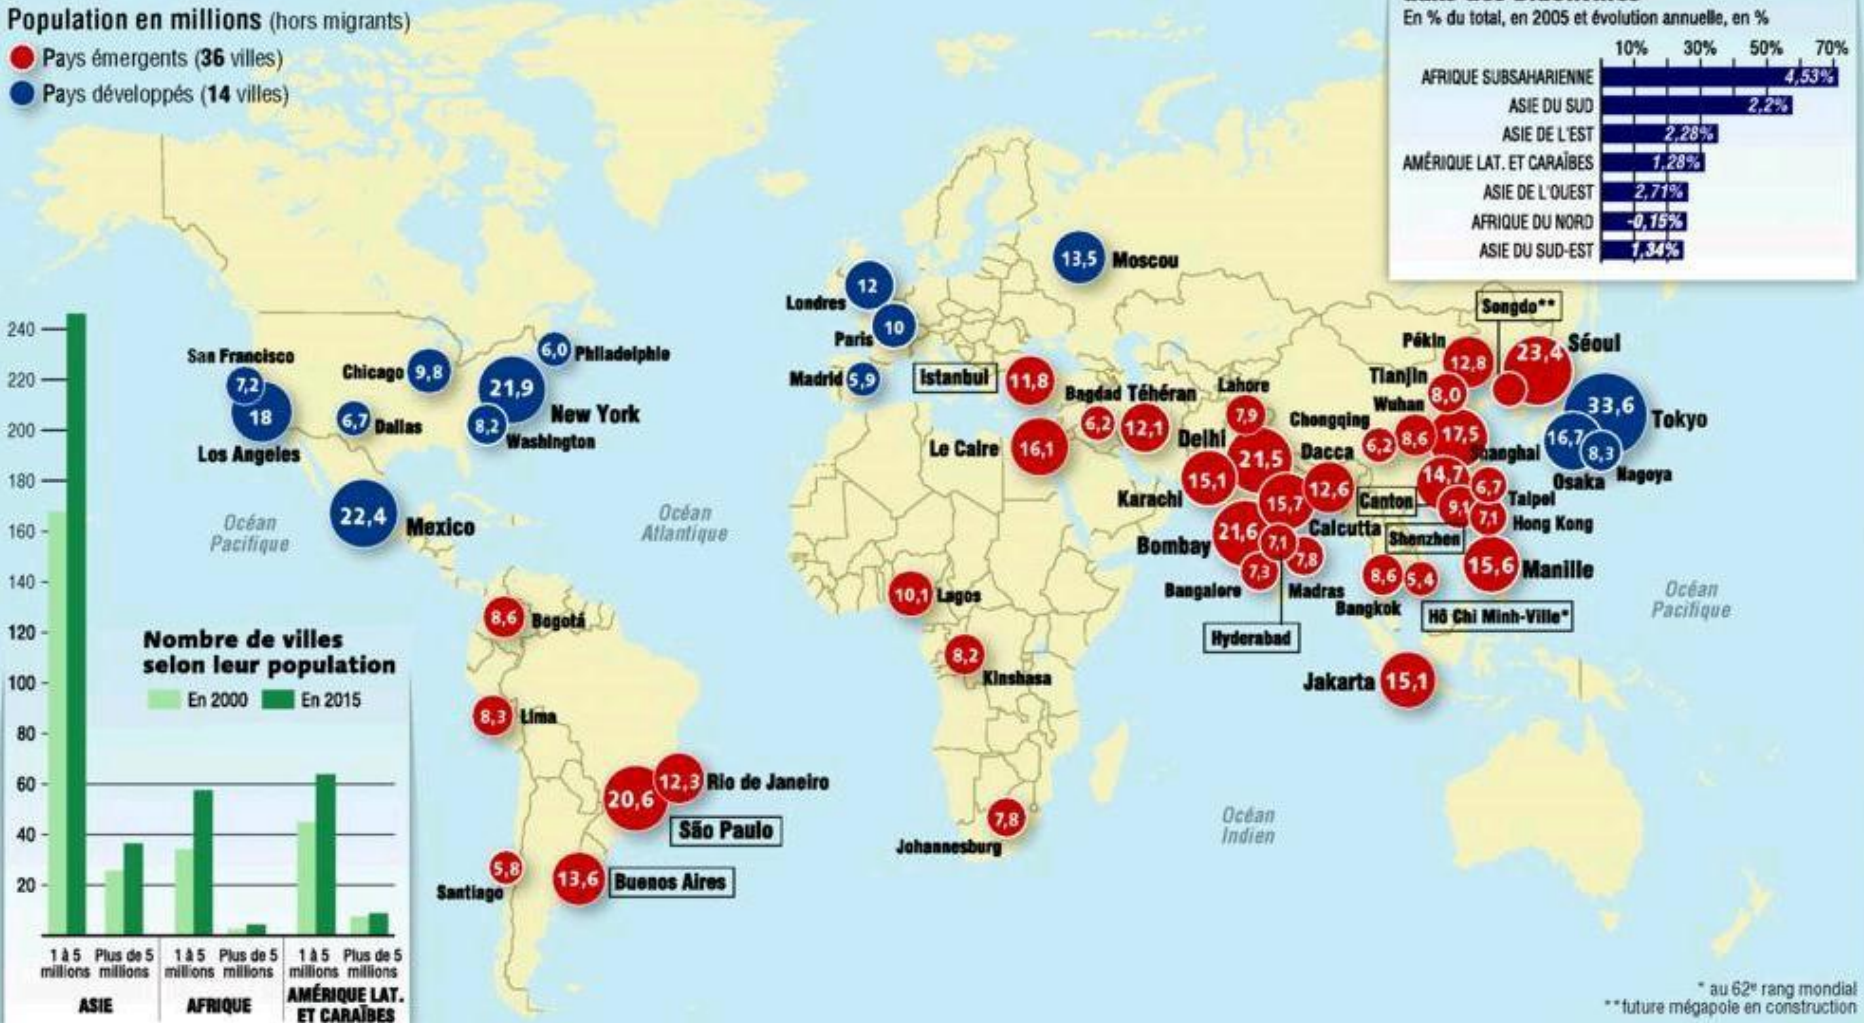 Population en millions (hors migrants)
Pays émergents (36 villes)
Pays développés (14 villes)
En % du total, en 2005 et évolution annuelle, en %
10% 30% 50% 70%
AFRIQUE SUBSAHARIENNE 4,53%
ASIE DU SUD 2,2%
ASIE DE L'EST 2,28%
AMÉRIQUE LAT. ET CARAÏBES 1,28%
ASIE DE L'OUEST 2,71%
AFRIQUE DU NORD -0,15%
ASIE DU SUD-EST 1,34%
San Francisco
7,2
18
Los Angeles
Chicago 9,8
6,7 Dallas
6,0 Philadelphie
21,9
New York
8,2
Washington
22,4 Mexico
Océan
Pacifique
Océan
Atlantique
8,6 Bogotá
8,3 Lima
12,3 Rio de Janeiro
20,6
São Paulo
5,8
Santiago
13,6 Buenos Aires
13,5 Moscou
12
Londres
10
Paris
Madrid 5,9
Istanbul 11,8
Le Caire 16,1
Bagdad Téhéran
6,2 12,1
10,1 Lagos
8,2
Kinshasa
7,8
Johannesburg
Lahore
7,9
Delhi
21,5
15,1
Karachi
Dacca
12,6
15,7
Calcutta
21,6
Bombay
7,1
Hyderabad
7,3
Bangalore
7,8
Madras
Songdo**
Pékin
12,8
23,4 Séoul
Tianjin
8,0
Wuhan
8,6
Chongqing
6,2
17,5
Shanghai
33,6 Tokyo
16,7
Osaka
8,3
Nagoya
14,7
Canton
6,7
Taipei
9,1
Shenzhen
7,1
Hong Kong
15,6 Manille
8,6
Bangkok
5,4
Hô Chi Minh-Ville*
Jakarta 15,1
Océan
Pacifique
Océan
Indien
Nombre de villes
selon leur population
En 2000 En 2015
240
220
200
180
160
140
120
100
80
60
40
20
1 à 5 Plus de 5 1 à 5 Plus de 5 1 à 5 Plus de 5
millions millions millions millions millions millions
ASIE AFRIQUE AMÉRIQUE LAT.
ET CARAÏBES
* au 62e rang mondial
**future mégapole en construction